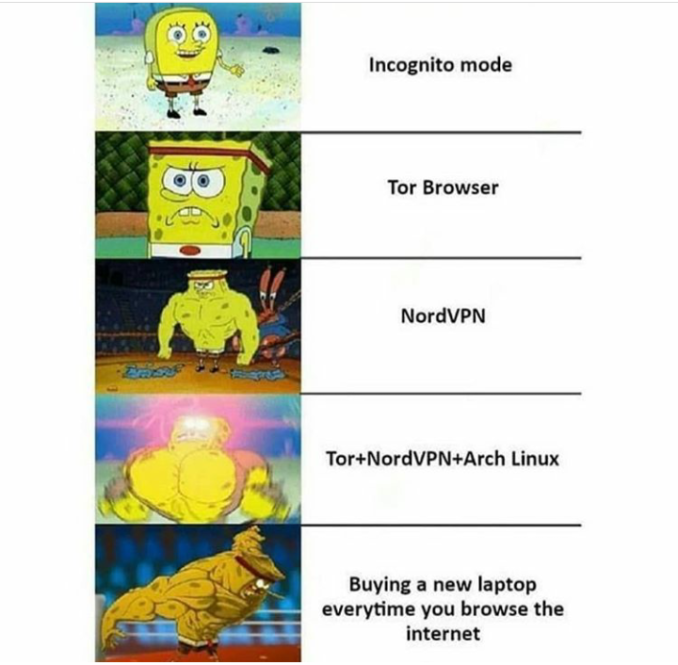 Incognito mode
Tor Browser
NordVPN
Tor+NordVPN+Arch Linux
Buying a new laptop
everytime you browse the
internet